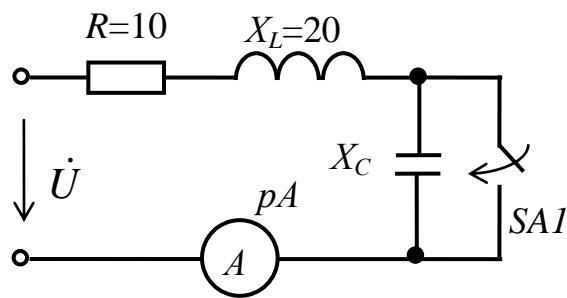 R=10
X_L=20
U̇
X_C
pA
SA1
A